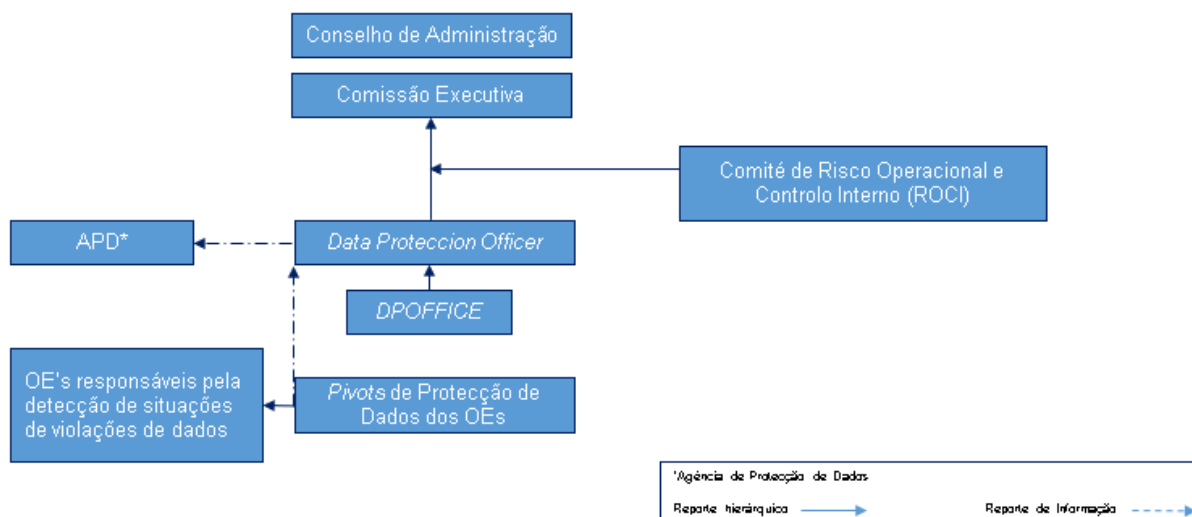 Conselho de Administração
Comissão Executiva
Comité de Risco Operacional e
Controlo Interno (ROCI)
APD*
Data Proteccion Officer
DPOFFICE
OE's responsáveis pela
detecção de situações
de violações de dados
Pivots de Protecção de
Dados dos OEs
*Agência de Protecção de Dados
Reporte hierárquico
Reporte de Informação